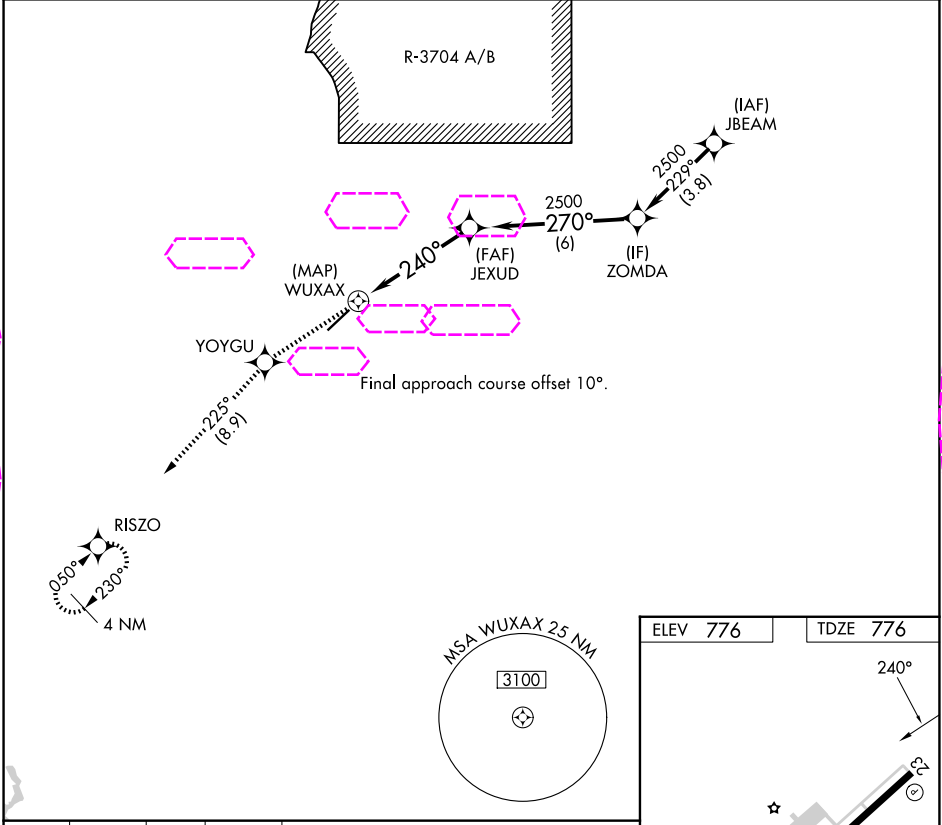 R-3704 A/B
(IAF)
JBEAM
2500
229°
(3.8)
2500
270°
(6)
(IF)
ZOMDA
(FAF)
JEXUD
240°
(MAP)
WUXAX
YOYGU
Final approach course offset 10°.
225°
(8.9)
RISZO
050°
230°
4 NM
MSA WUXAX 25 NM
3100
ELEV 776
TDZE 776
240°
23
P